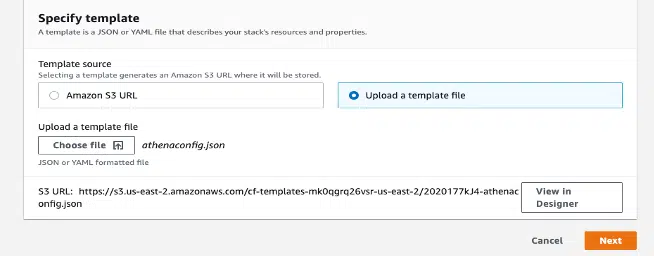 Specify template
A template is a JSON or YAML file that describes your stack's resources and properties.
Template source
Selecting a template generates an Amazon S3 URL where it will be stored.
Amazon S3 URL
Upload a template file
Upload a template file
Choose file
athenaconfig.json
JSON or YAML formatted file
S3 URL: https://s3.us-east-2.amazonaws.com/cf-templates-mk0qgrq26vsr-us-east-2/2020177kJ4-athenac
onfig.json
View in
Designer
Cancel
Next